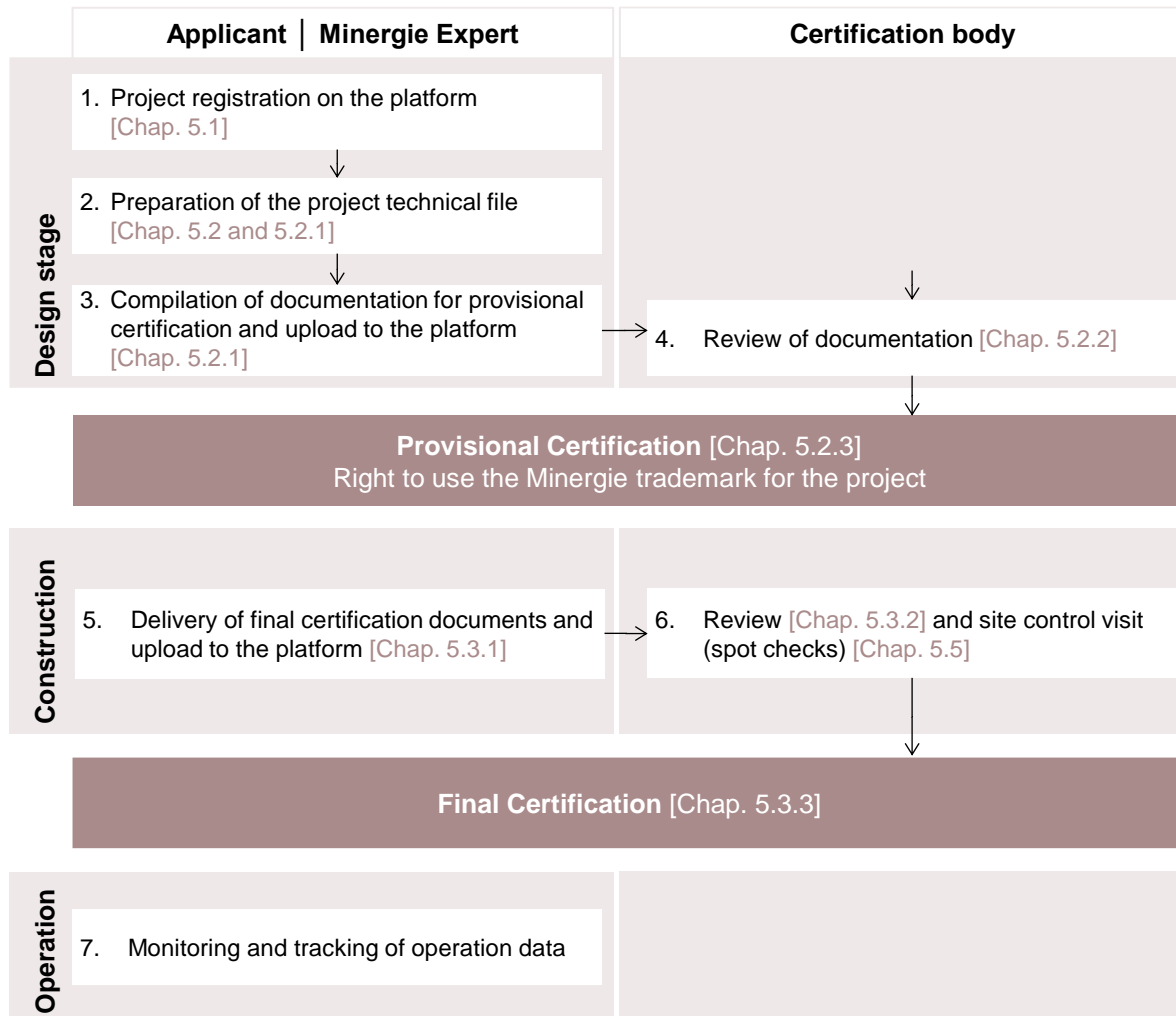 Applicant │ Minergie Expert
Certification body
Design stage
1. Project registration on the platform
[Chap. 5.1]
2. Preparation of the project technical file
[Chap. 5.2 and 5.2.1]
3. Compilation of documentation for provisional
certification and upload to the platform
[Chap. 5.2.1]
4. Review of documentation [Chap. 5.2.2]
Provisional Certification [Chap. 5.2.3]
Right to use the Minergie trademark for the project
Construction
5. Delivery of final certification documents and
upload to the platform [Chap. 5.3.1]
6. Review [Chap. 5.3.2] and site control visit
(spot checks) [Chap. 5.5]
Final Certification [Chap. 5.3.3]
Operation
7. Monitoring and tracking of operation data